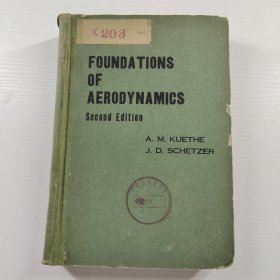 K 203
FOUNDATIONS
OF
AERODYNAMICS
Second Edition
A. M. KUETHE
J. D. SCHETZER